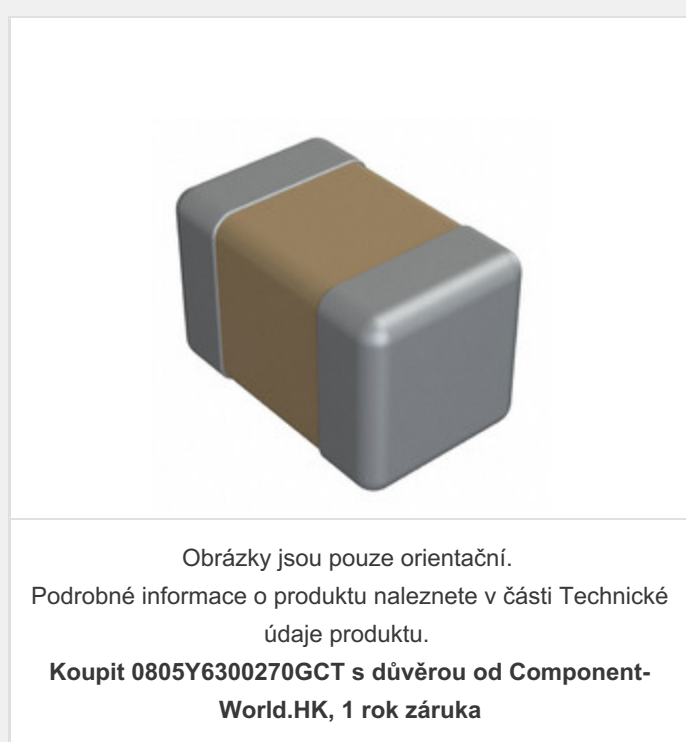 Obrázky jsou pouze orientační.
Podrobné informace o produktu naleznete v části Technické
údaje produktu.
Koupit 0805Y6300270GCT s důvěrou od Component-
World.HK, 1 rok záruka